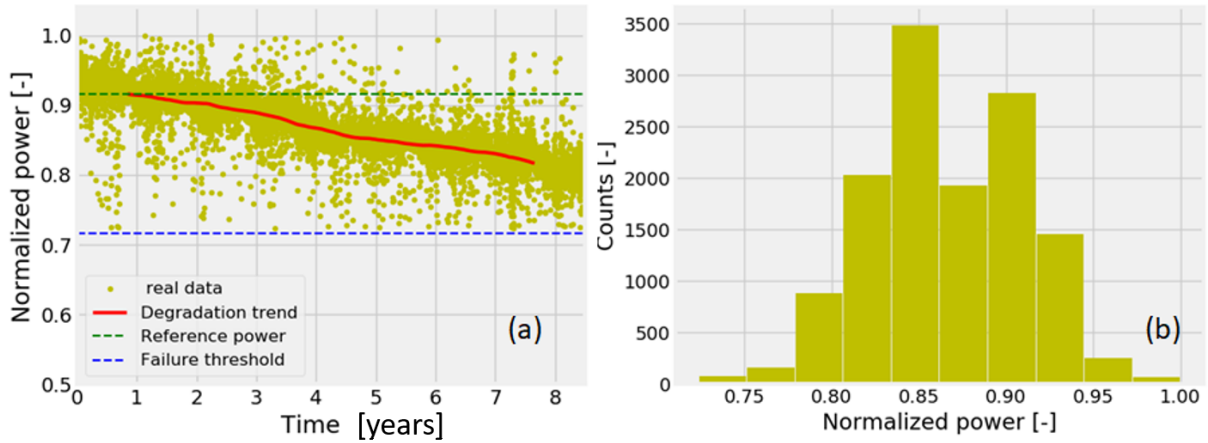 Normalized power [-]
1.0
0.9
0.8
0.7
0.6
0.5
real data
Degradation trend
Reference power
Failure threshold
(a)
0 1 2 3 4 5 6 7 8
Time [years]
Counts [-]
3500
3000
2500
2000
1500
1000
500
0
(b)
0.75 0.80 0.85 0.90 0.95 1.00
Normalized power [-]